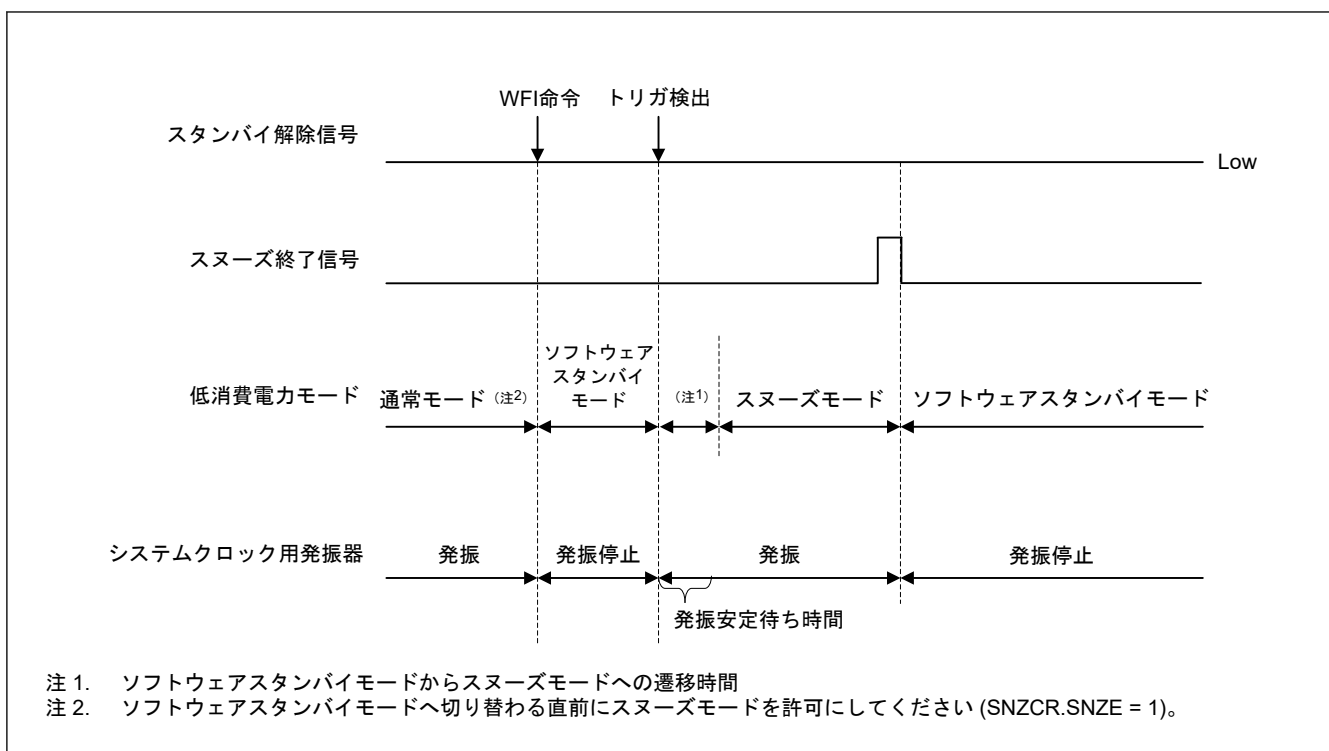 WFI命令 トリガ検出
スタンバイ解除信号
Low
スヌーズ終了信号
ソフトウェア
スタンバイ
モード
低消費電力モード 通常モード (注2) (注1) スヌーズモード ソフトウェアスタンバイモード
システムクロック用発振器 発振 発振停止 発振 発振停止
発振安定待ち時間
注 1. ソフトウェアスタンバイモードからスヌーズモードへの遷移時間
注 2. ソフトウェアスタンバイモードへ切り替わる直前にスヌーズモードを許可にしてください (SNZCR.SNZE = 1)。